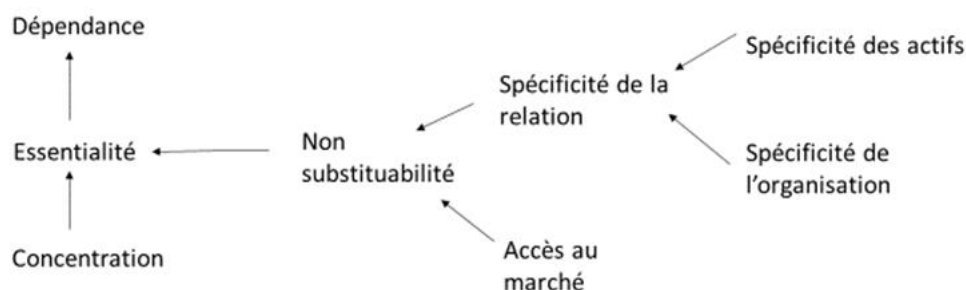 Dépendance
Spécificité des actifs
Spécificité de la
relation
Essentialité
Non
substituabilité
Spécificité de
l'organisation
Concentration
Accès au
marché